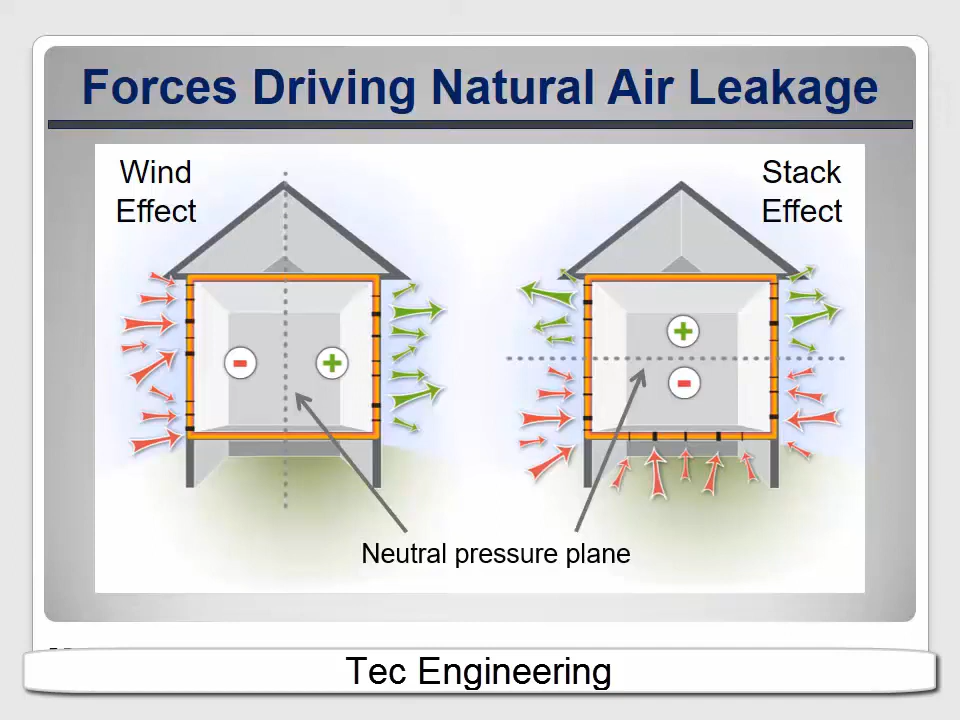 Forces Driving Natural Air Leakage
Wind
Effect
Stack
Effect
-
+
+
-
Neutral pressure plane
Tec Engineering